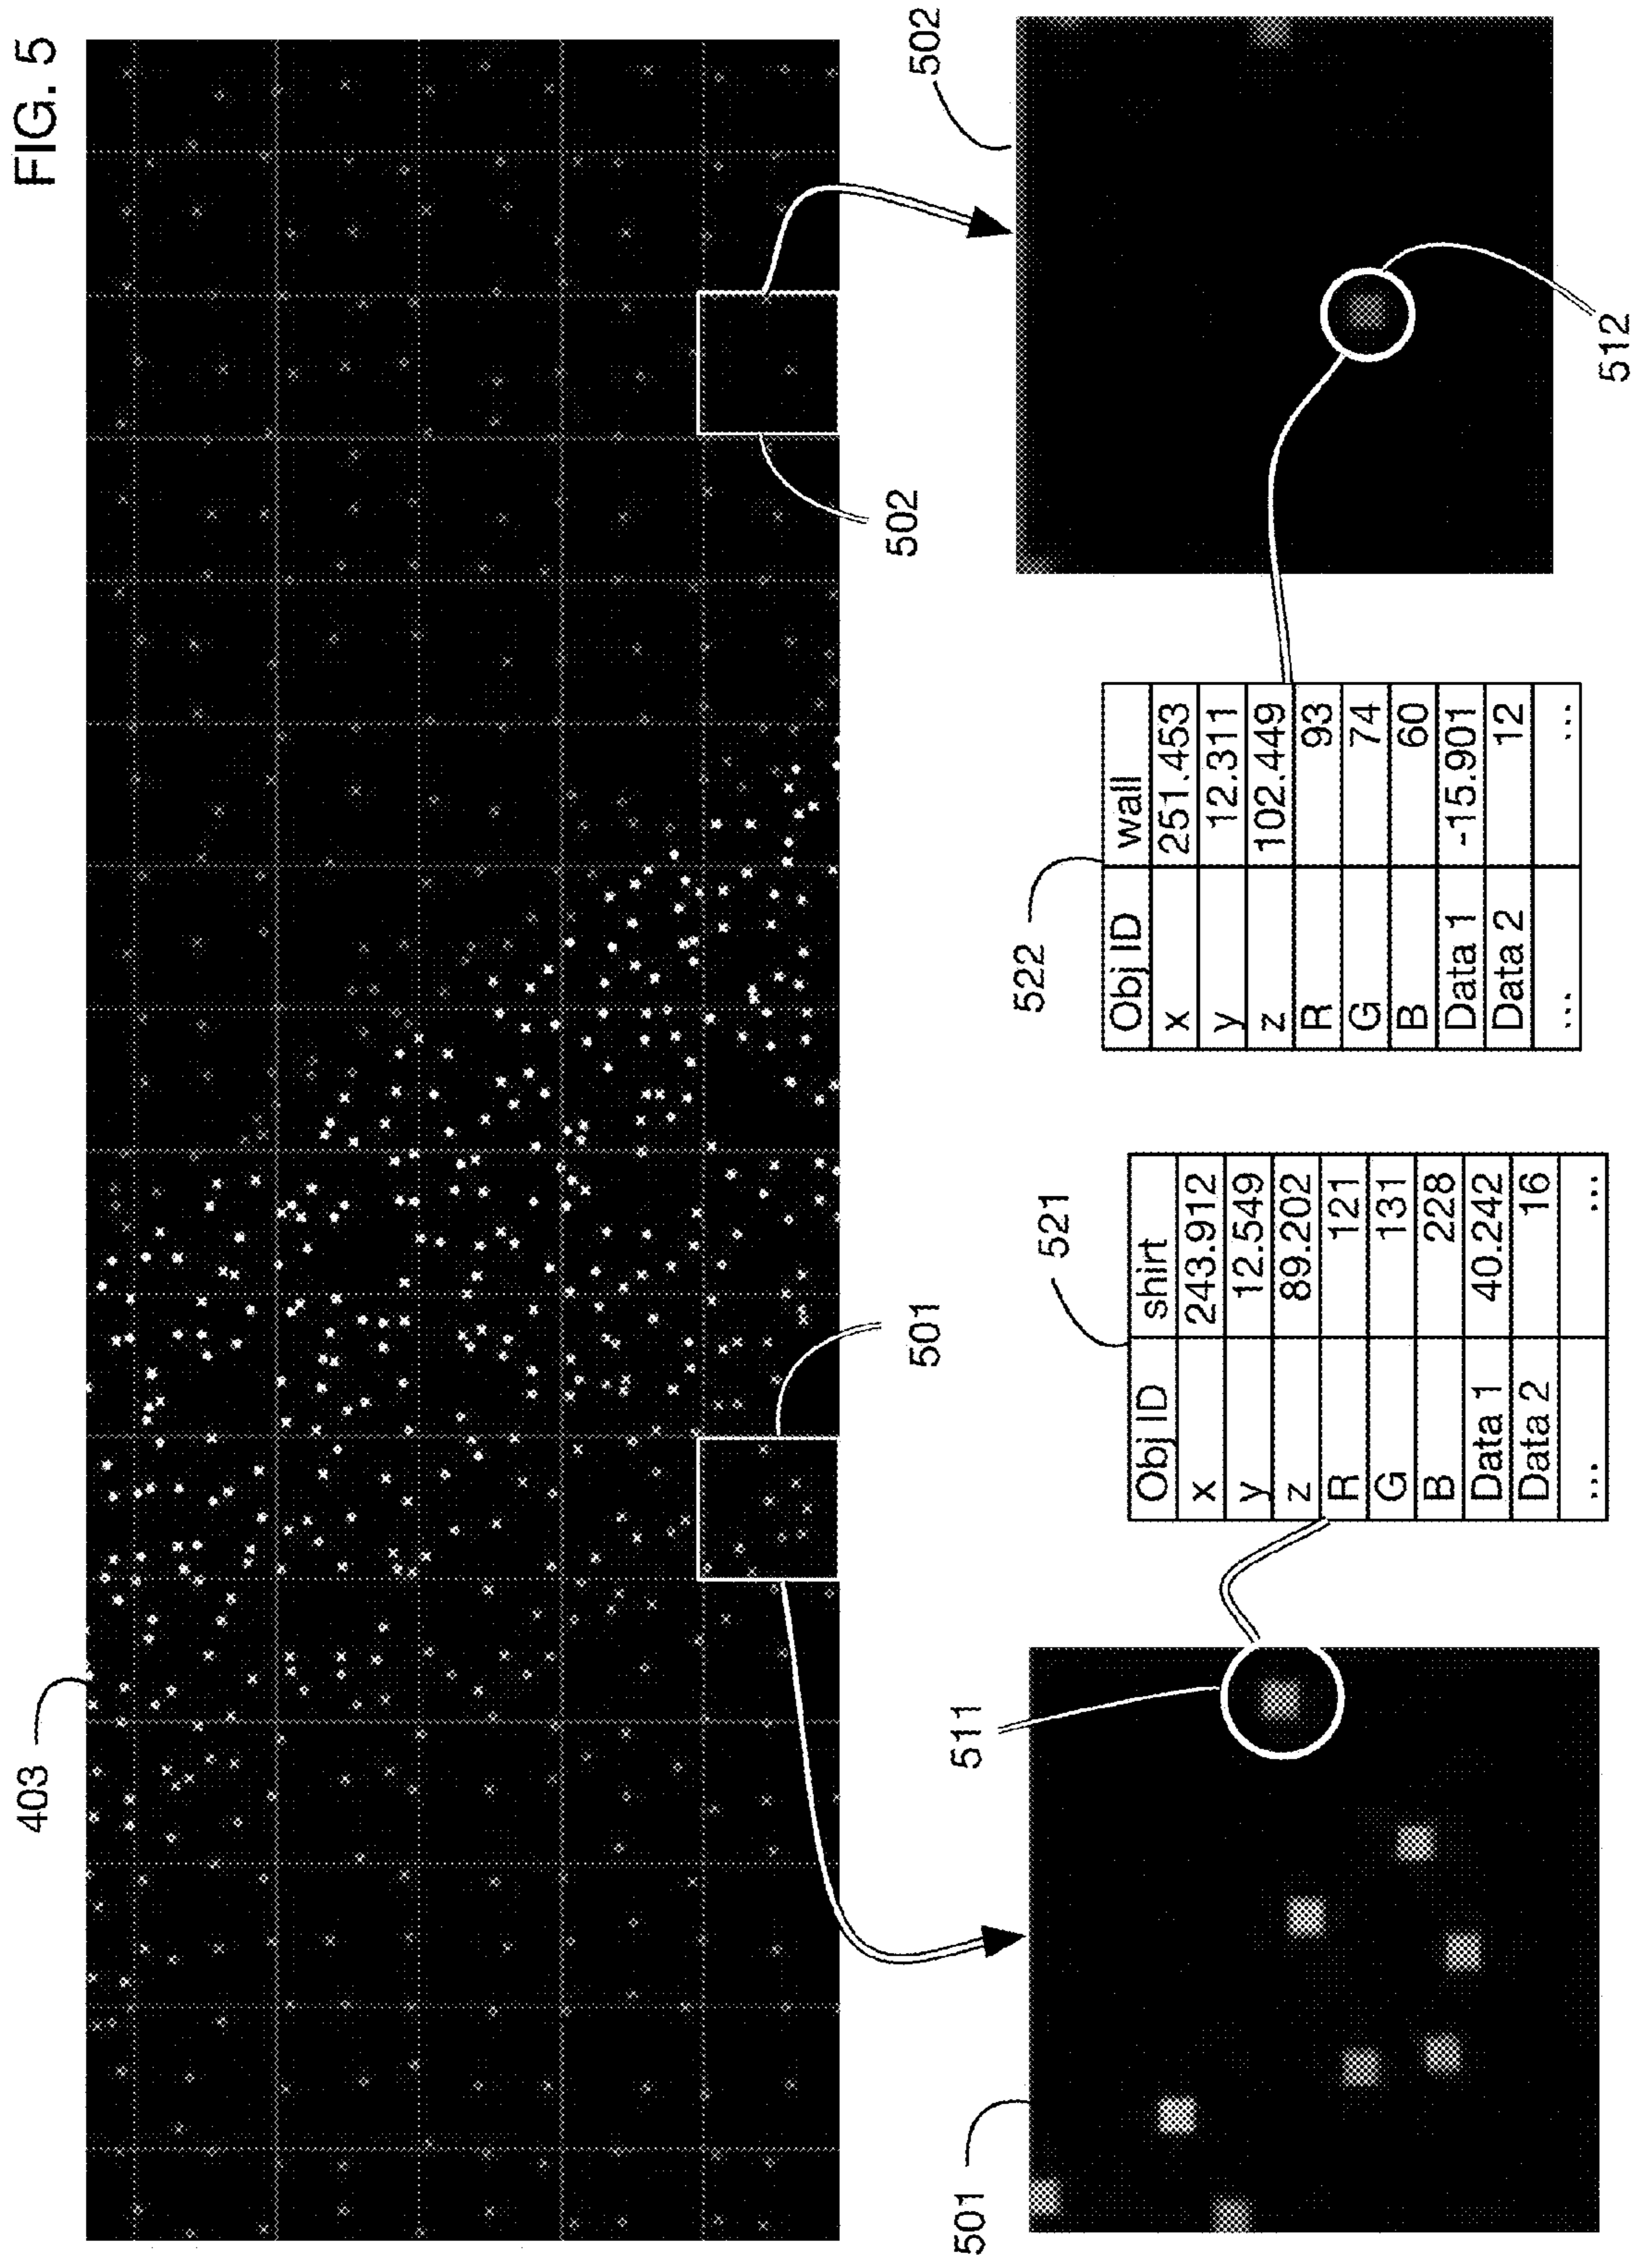 FIG. 5
403
501
502
501
511
521
Obj ID shirt
x 243.912
y 12.549
z 89.202
R 121
G 131
B 228
Data 1 40.242
Data 2 16
... ...
522
Obj ID wall
x 251.453
y 12.311
z 102.449
R 93
G 74
B 60
Data 1 -15.901
Data 2 12
... ...
502
512